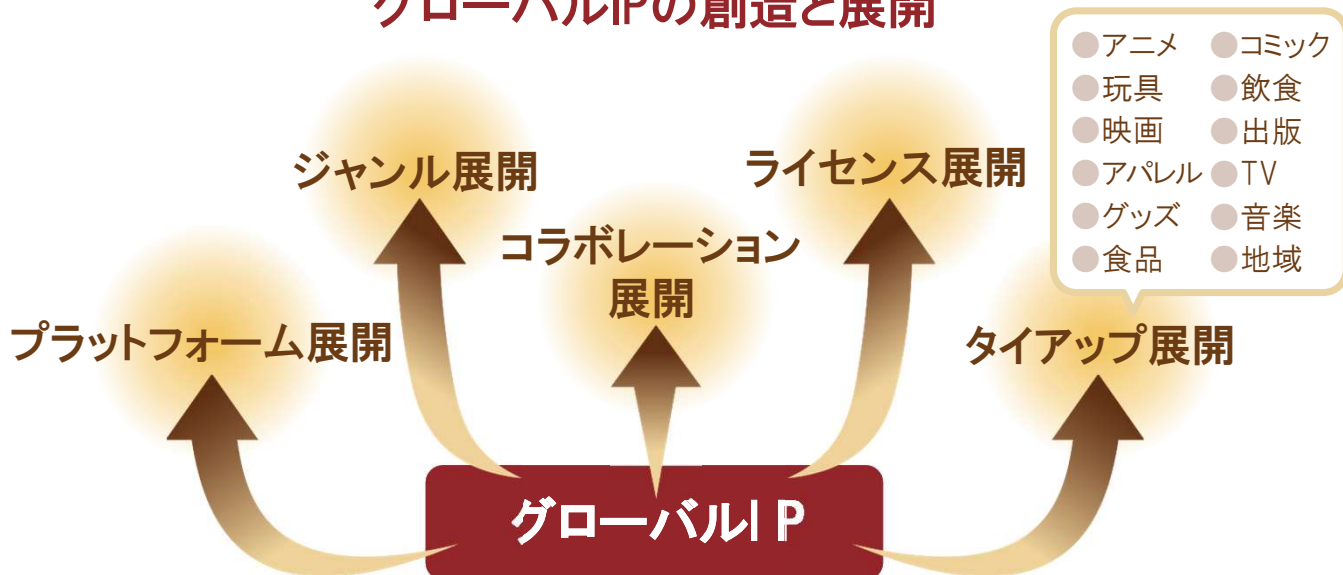 グローバルIPの創造と展開
●アニメ ●コミック
●玩具 ●飲食
●映画 ●出版
●アパレル ●TV
●グッズ ●音楽
●食品 ●地域
ジャンル展開
ライセンス展開
コラボレーション
展開
プラットフォーム展開
タイアップ展開
グローバルIP